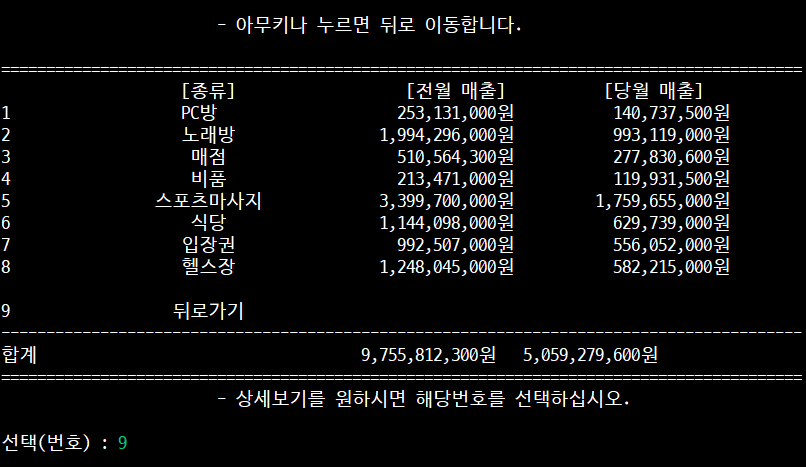 - 아무키나 누르면 뒤로 이동합니다.
=========================================================================================
[종류] [전월 매출] [당월 매출]
1 PC방 253,131,000원 140,737,500원
2 노래방 1,994,296,000원 993,119,000원
3 매점 510,564,300원 277,830,600원
4 비품 213,471,000원 119,931,500원
5 스포츠마사지 3,399,700,000원 1,759,655,000원
6 식당 1,144,098,000원 629,739,000원
7 입장권 992,507,000원 556,052,000원
8 헬스장 1,248,045,000원 582,215,000원
9 뒤로가기
-----------------------------------------------------------------------------------------
합계 9,755,812,300원 5,059,279,600원
=========================================================================================
- 상세보기를 원하시면 해당번호를 선택하십시오.
선택(번호) : 9